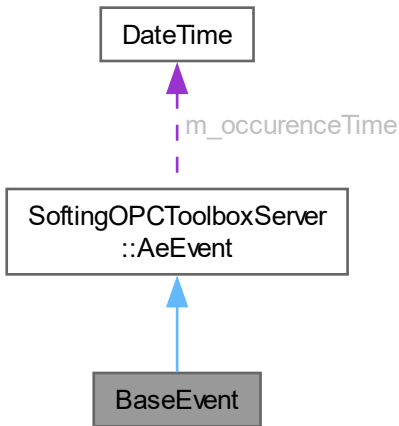 DateTime
m_occurenceTime
SoftingOPCToolboxServer
::AeEvent
BaseEvent